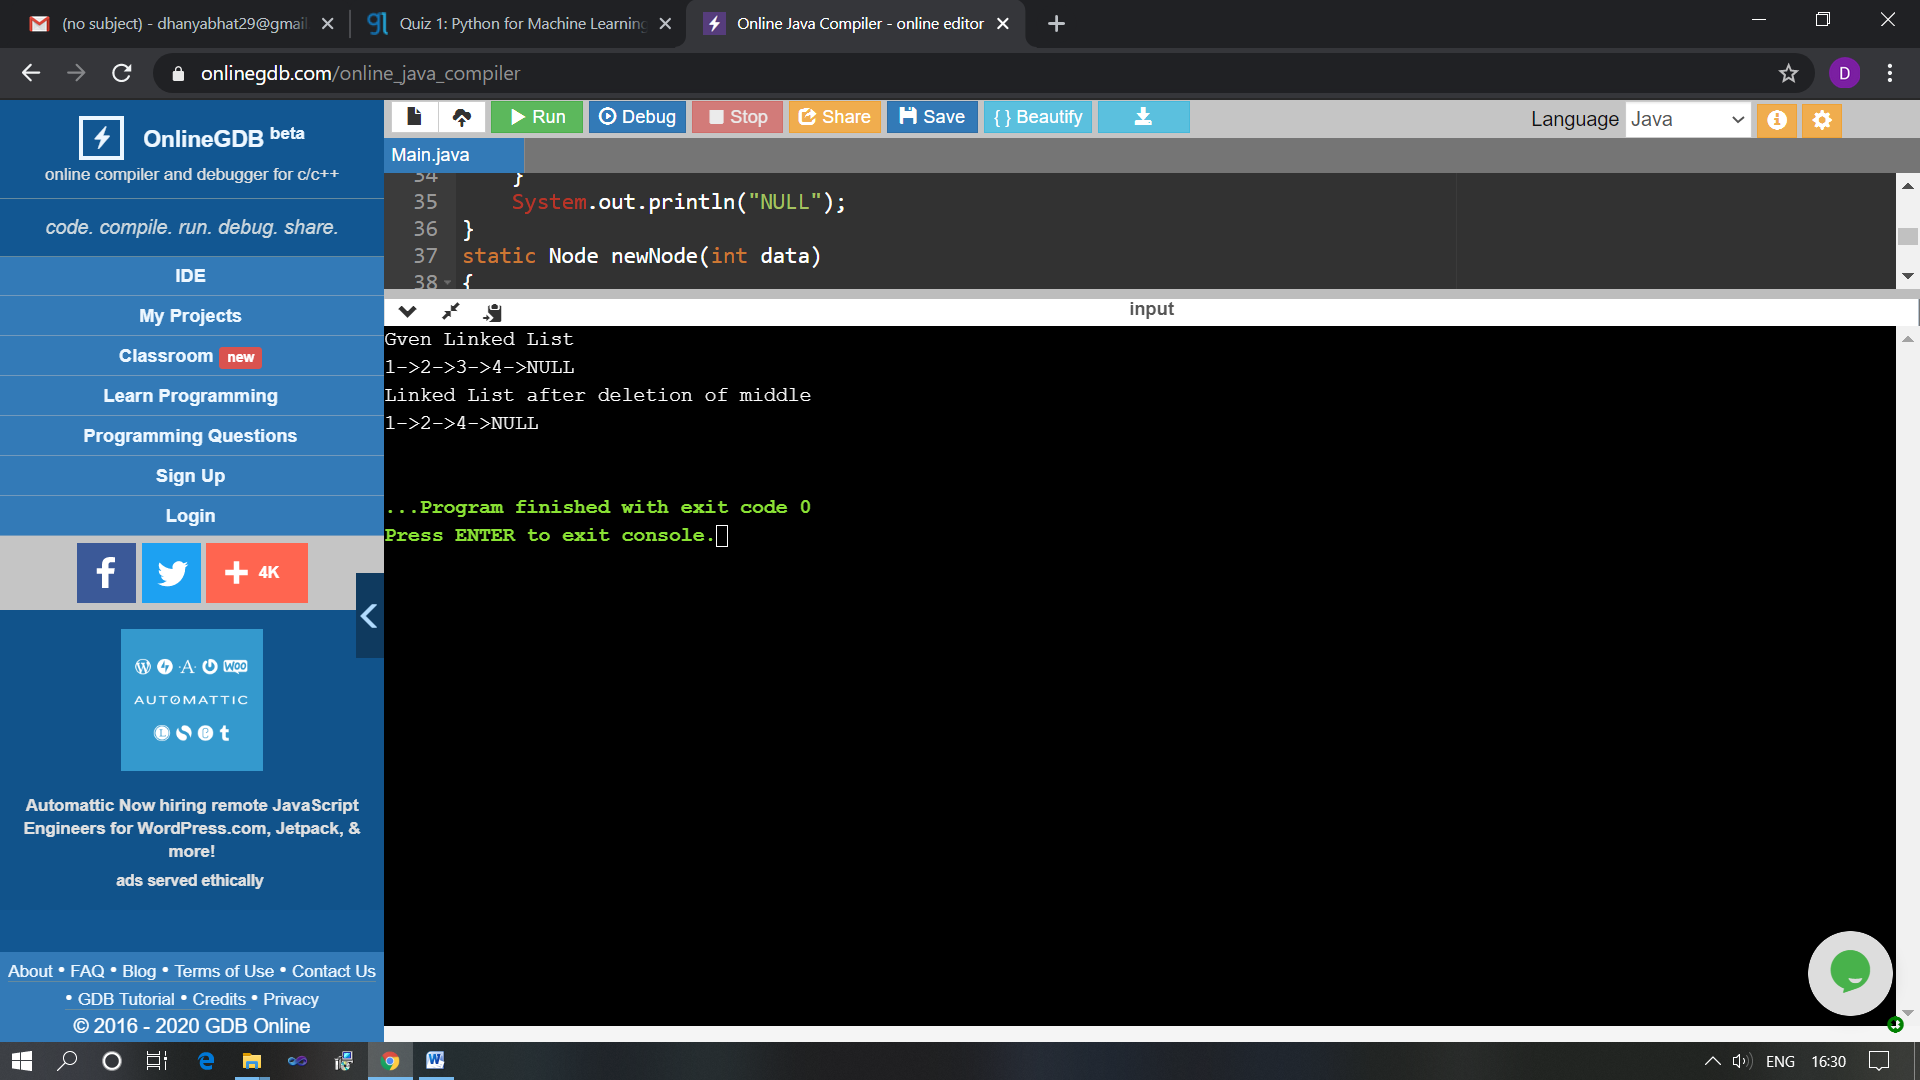 (no subject) - dhanyabhat29@gmail
Quiz 1: Python for Machine Learning
Online Java Compiler - online editor
onlinegdb.com/online_java_compiler
D
OnlineGDB beta
online compiler and debugger for c/c++
code. compile. run. debug. share.
IDE
My Projects
Classroom new
Learn Programming
Programming Questions
Sign Up
Login
4K
WOO
AUTOMATTIC
Automattic Now hiring remote JavaScript
Engineers for WordPress.com, Jetpack, &
more!
ads served ethically
About • FAQ • Blog • Terms of Use • Contact Us
• GDB Tutorial • Credits • Privacy
© 2016 - 2020 GDB Online
Run Debug Stop Share Save { } Beautify
Language Java
Main.java
34 }
35 System.out.println("NULL");
36 }
37 static Node newNode(int data)
38 {
input
Gven Linked List
1->2->3->4->NULL
Linked List after deletion of middle
1->2->4->NULL
...Program finished with exit code 0
Press ENTER to exit console.
ENG 16:30